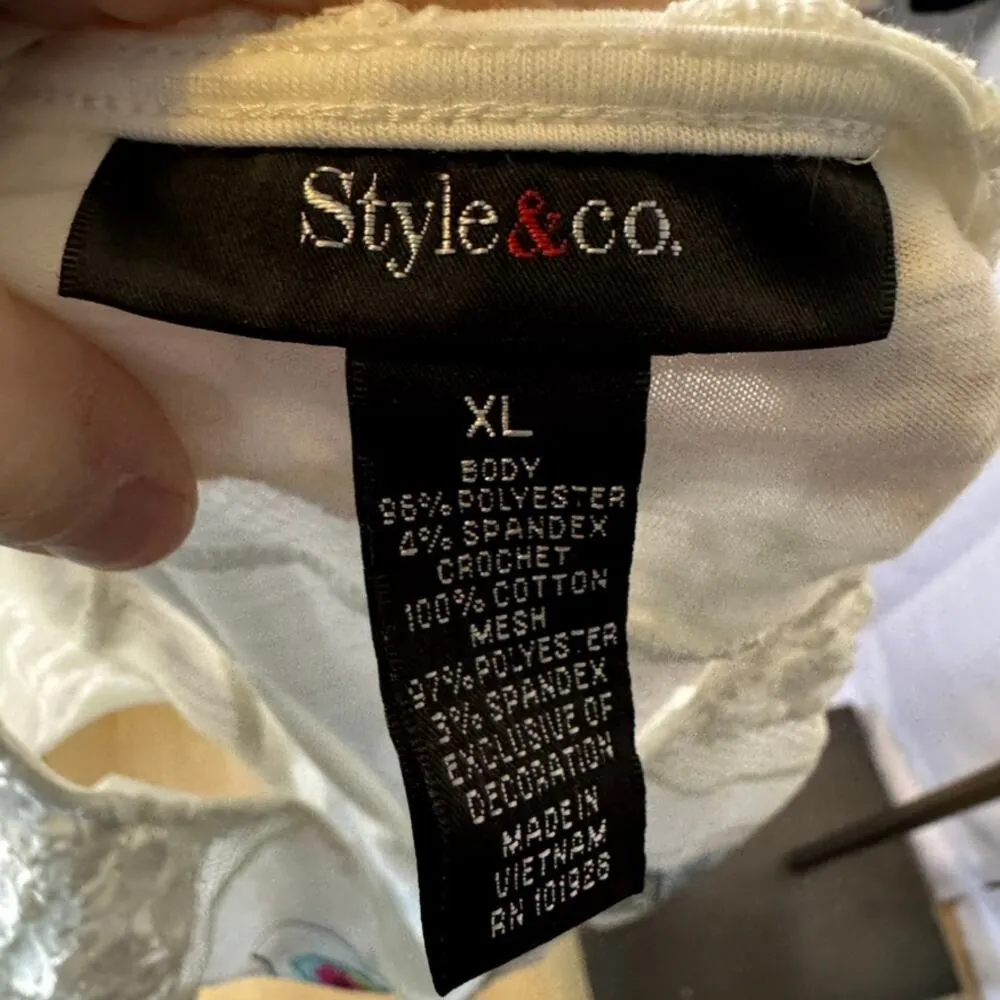 Style&co.
XL
BODY
96% POLYESTER
4% SPANDEX
CROCHET
100% COTTON
MESH
97% POLYESTER
3% SPANDEX
EXCLUSIVE OF
DECORATION
MADE IN
VIETNAM
RN 101928